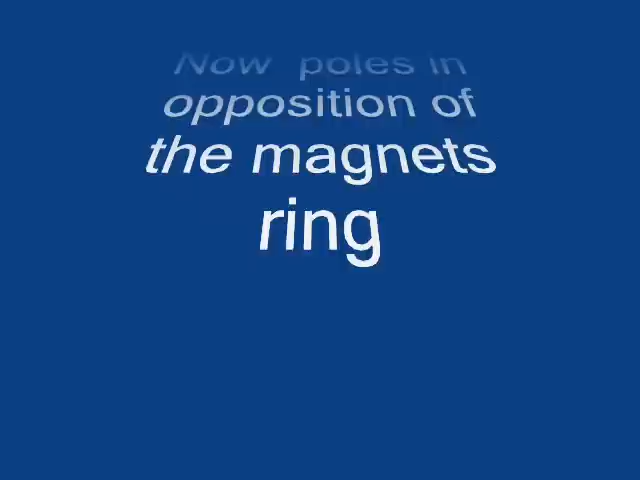 Now poles in
opposition of
the magnets
ring